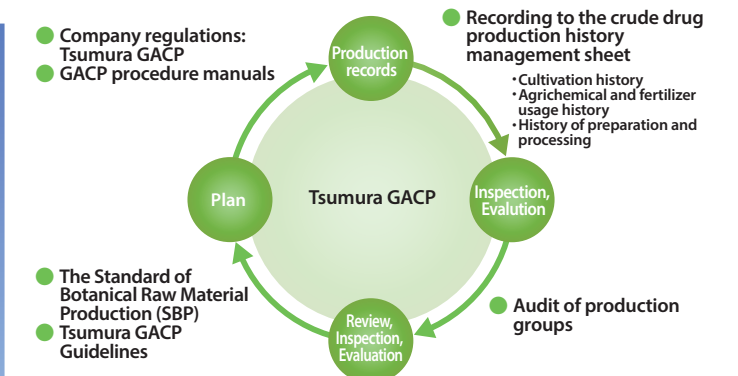 Company regulations:
Tsumura GACP
GACP procedure manuals
Production
records
Recording to the crude drug
production history
management sheet
・Cultivation history
・Agrichemical and fertilizer
usage history
・History of preparation and
processing
Plan
Tsumura GACP
Inspection,
Evalution
The Standard of
Botanical Raw Material
Production (SBP)
Tsumura GACP
Guidelines
Review,
Inspection,
Evaluation
Audit of production
groups